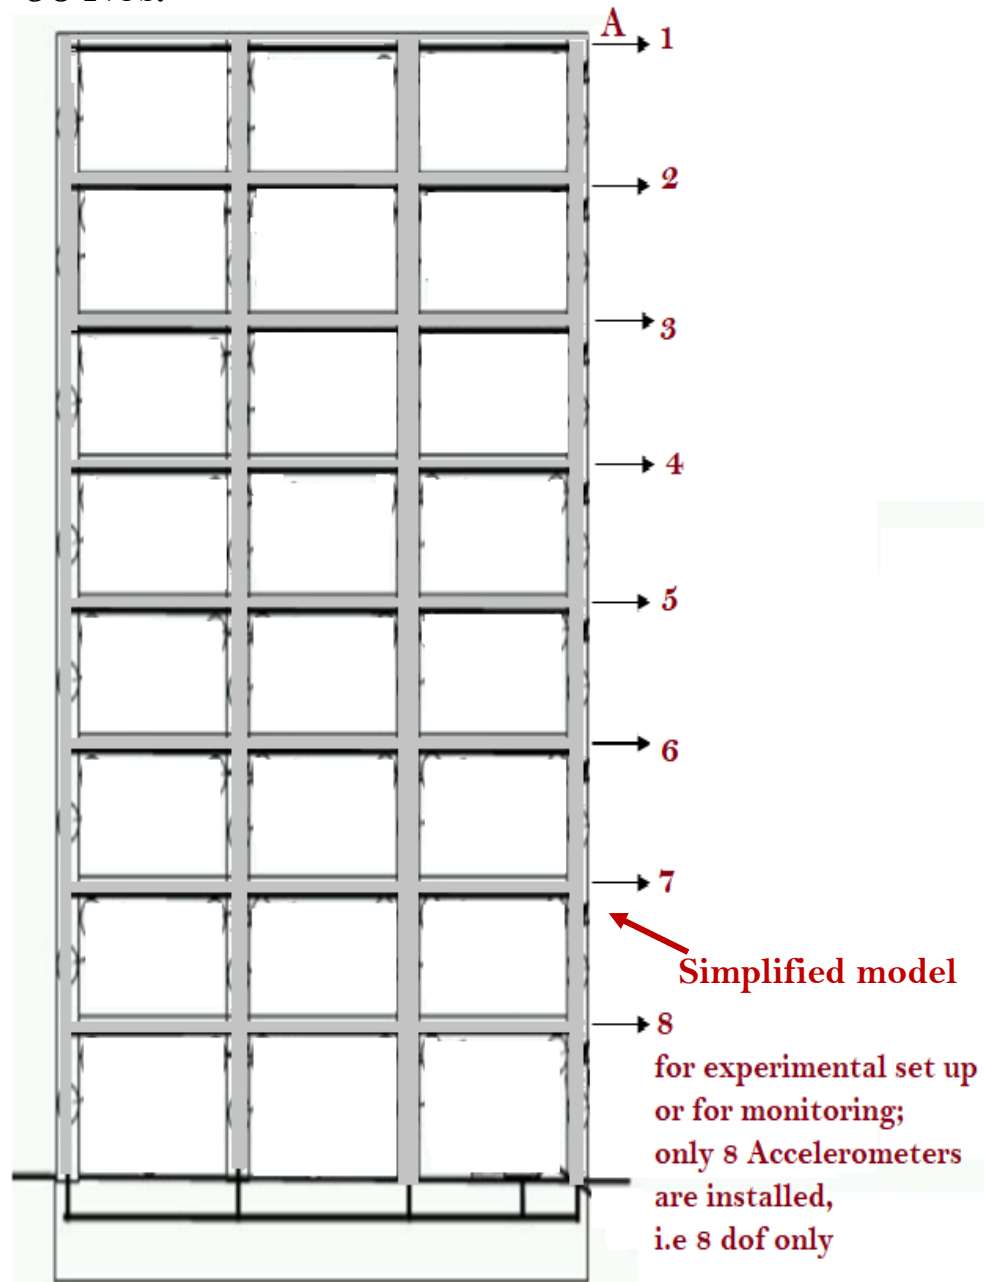 A
1
2
3
4
5
6
7
Simplified model
8
for experimental set up
or for monitoring;
only 8 Accelerometers
are installed,
i.e 8 dof only